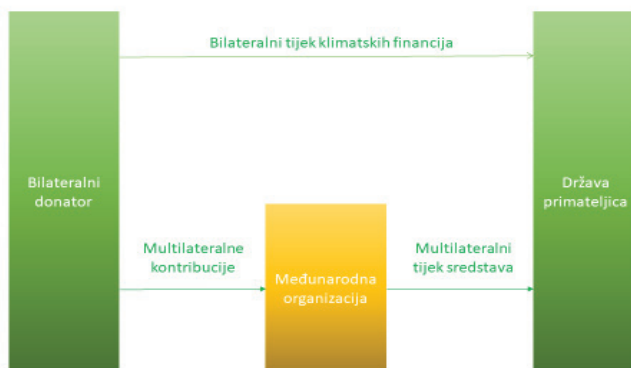 Bilateralni tijek klimatskih financija
Bilateralni
donator
Država
primateljica
Multilateralne
kontribucije
Međunarodna
organizacija
Multilateralni
tijek sredstava